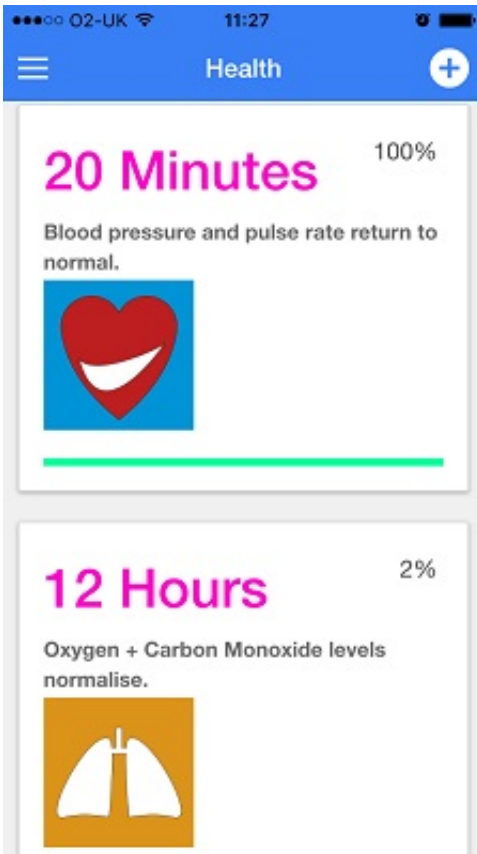 O2-UK 11:27
Health
20 Minutes 100%
Blood pressure and pulse rate return to
normal.
12 Hours 2%
Oxygen + Carbon Monoxide levels
normalise.